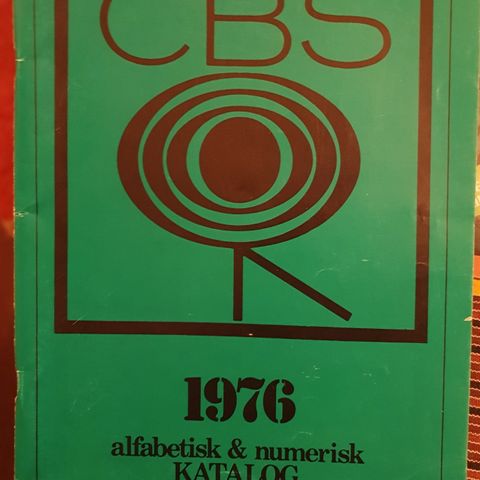 CBS
1976
alfabetisk & numerisk
KATALOG